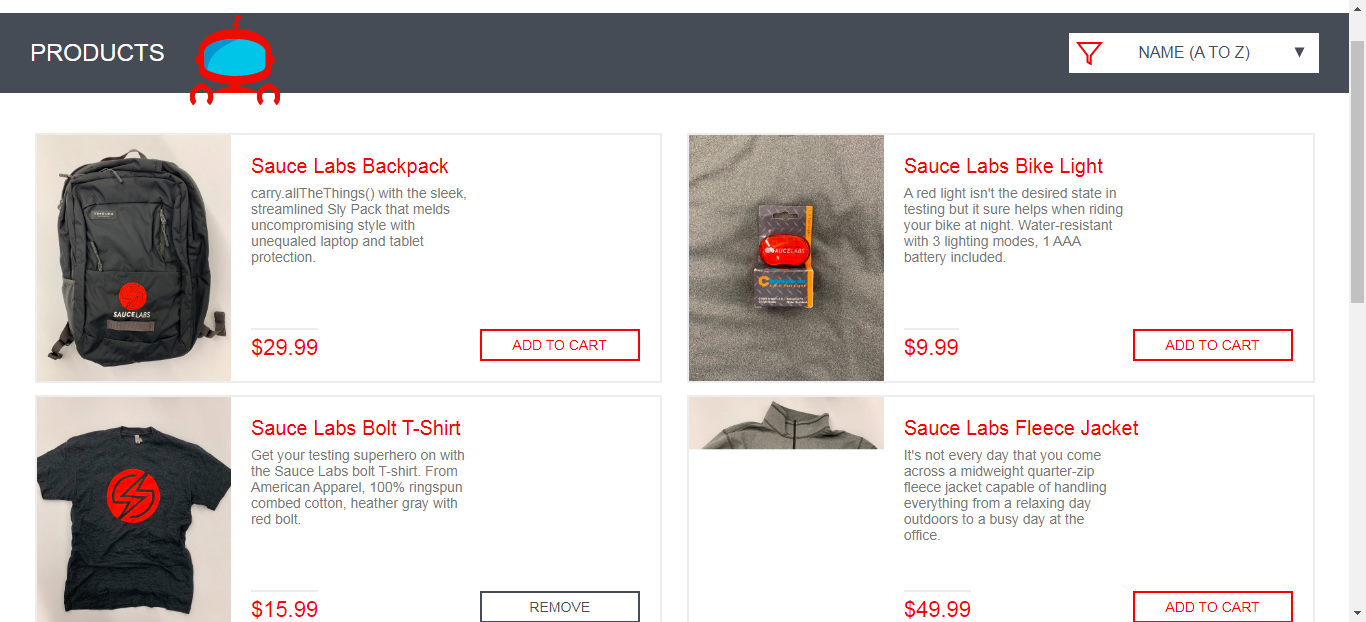 PRODUCTS
NAME (A TO Z)
Sauce Labs Backpack
carry.allTheThings() with the sleek,
streamlined Sly Pack that melds
uncompromising style with
unequaled laptop and tablet
protection.
SAUCELABS
$29.99
ADD TO CART
Sauce Labs Bike Light
A red light isn't the desired state in
testing but it sure helps when riding
your bike at night. Water-resistant
with 3 lighting modes, 1 AAA
battery included.
SAUCELABS
$9.99
ADD TO CART
Sauce Labs Bolt T-Shirt
Get your testing superhero on with
the Sauce Labs bolt T-shirt. From
American Apparel, 100% ringspun
combed cotton, heather gray with
red bolt.
$15.99
REMOVE
Sauce Labs Fleece Jacket
It's not every day that you come
across a midweight quarter-zip
fleece jacket capable of handling
everything from a relaxing day
outdoors to a busy day at the
office.
$49.99
ADD TO CART